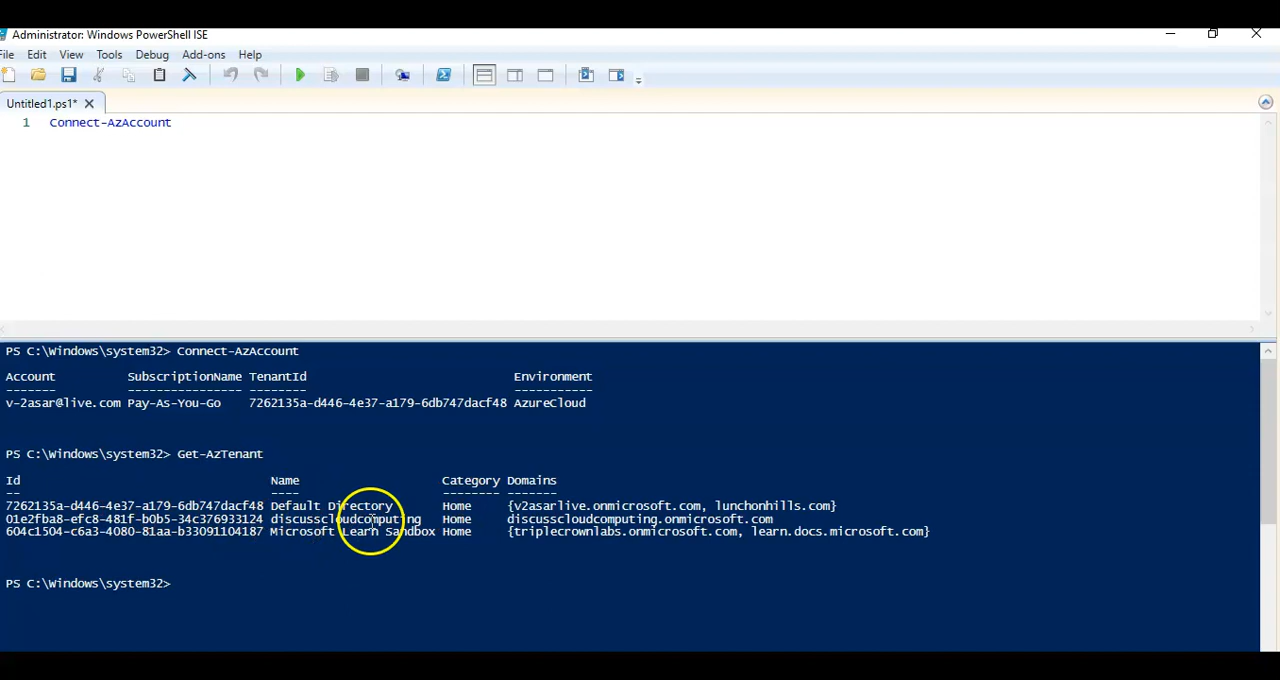 Administrator: Windows PowerShell ISE
File Edit View Tools Debug Add-ons Help
Untitled1.ps1*
1 Connect-AzAccount
PS C:\Windows\system32> Connect-AzAccount
Account SubscriptionName TenantId Environment
------- ---------------- -------- -----------
v-2asar@live.com Pay-As-You-Go 7262135a-d446-4e37-a179-6db747dacf48 AzureCloud
PS C:\Windows\system32> Get-AzTenant
Id Name Category Domains
-- ---- -------- -------
7262135a-d446-4e37-a179-6db747dacf48 Default Directory Home {v2asarlive.onmicrosoft.com, lunchonhills.com}
01e2fba8-efc8-481f-b0b5-34c376933124 discusscloudcomputing Home discusscloudcomputing.onmicrosoft.com
604c1504-c6a3-4080-81aa-b33091104187 Microsoft Learn Sandbox Home {triplecrownlabs.onmicrosoft.com, learn.docs.microsoft.com}
PS C:\Windows\system32>